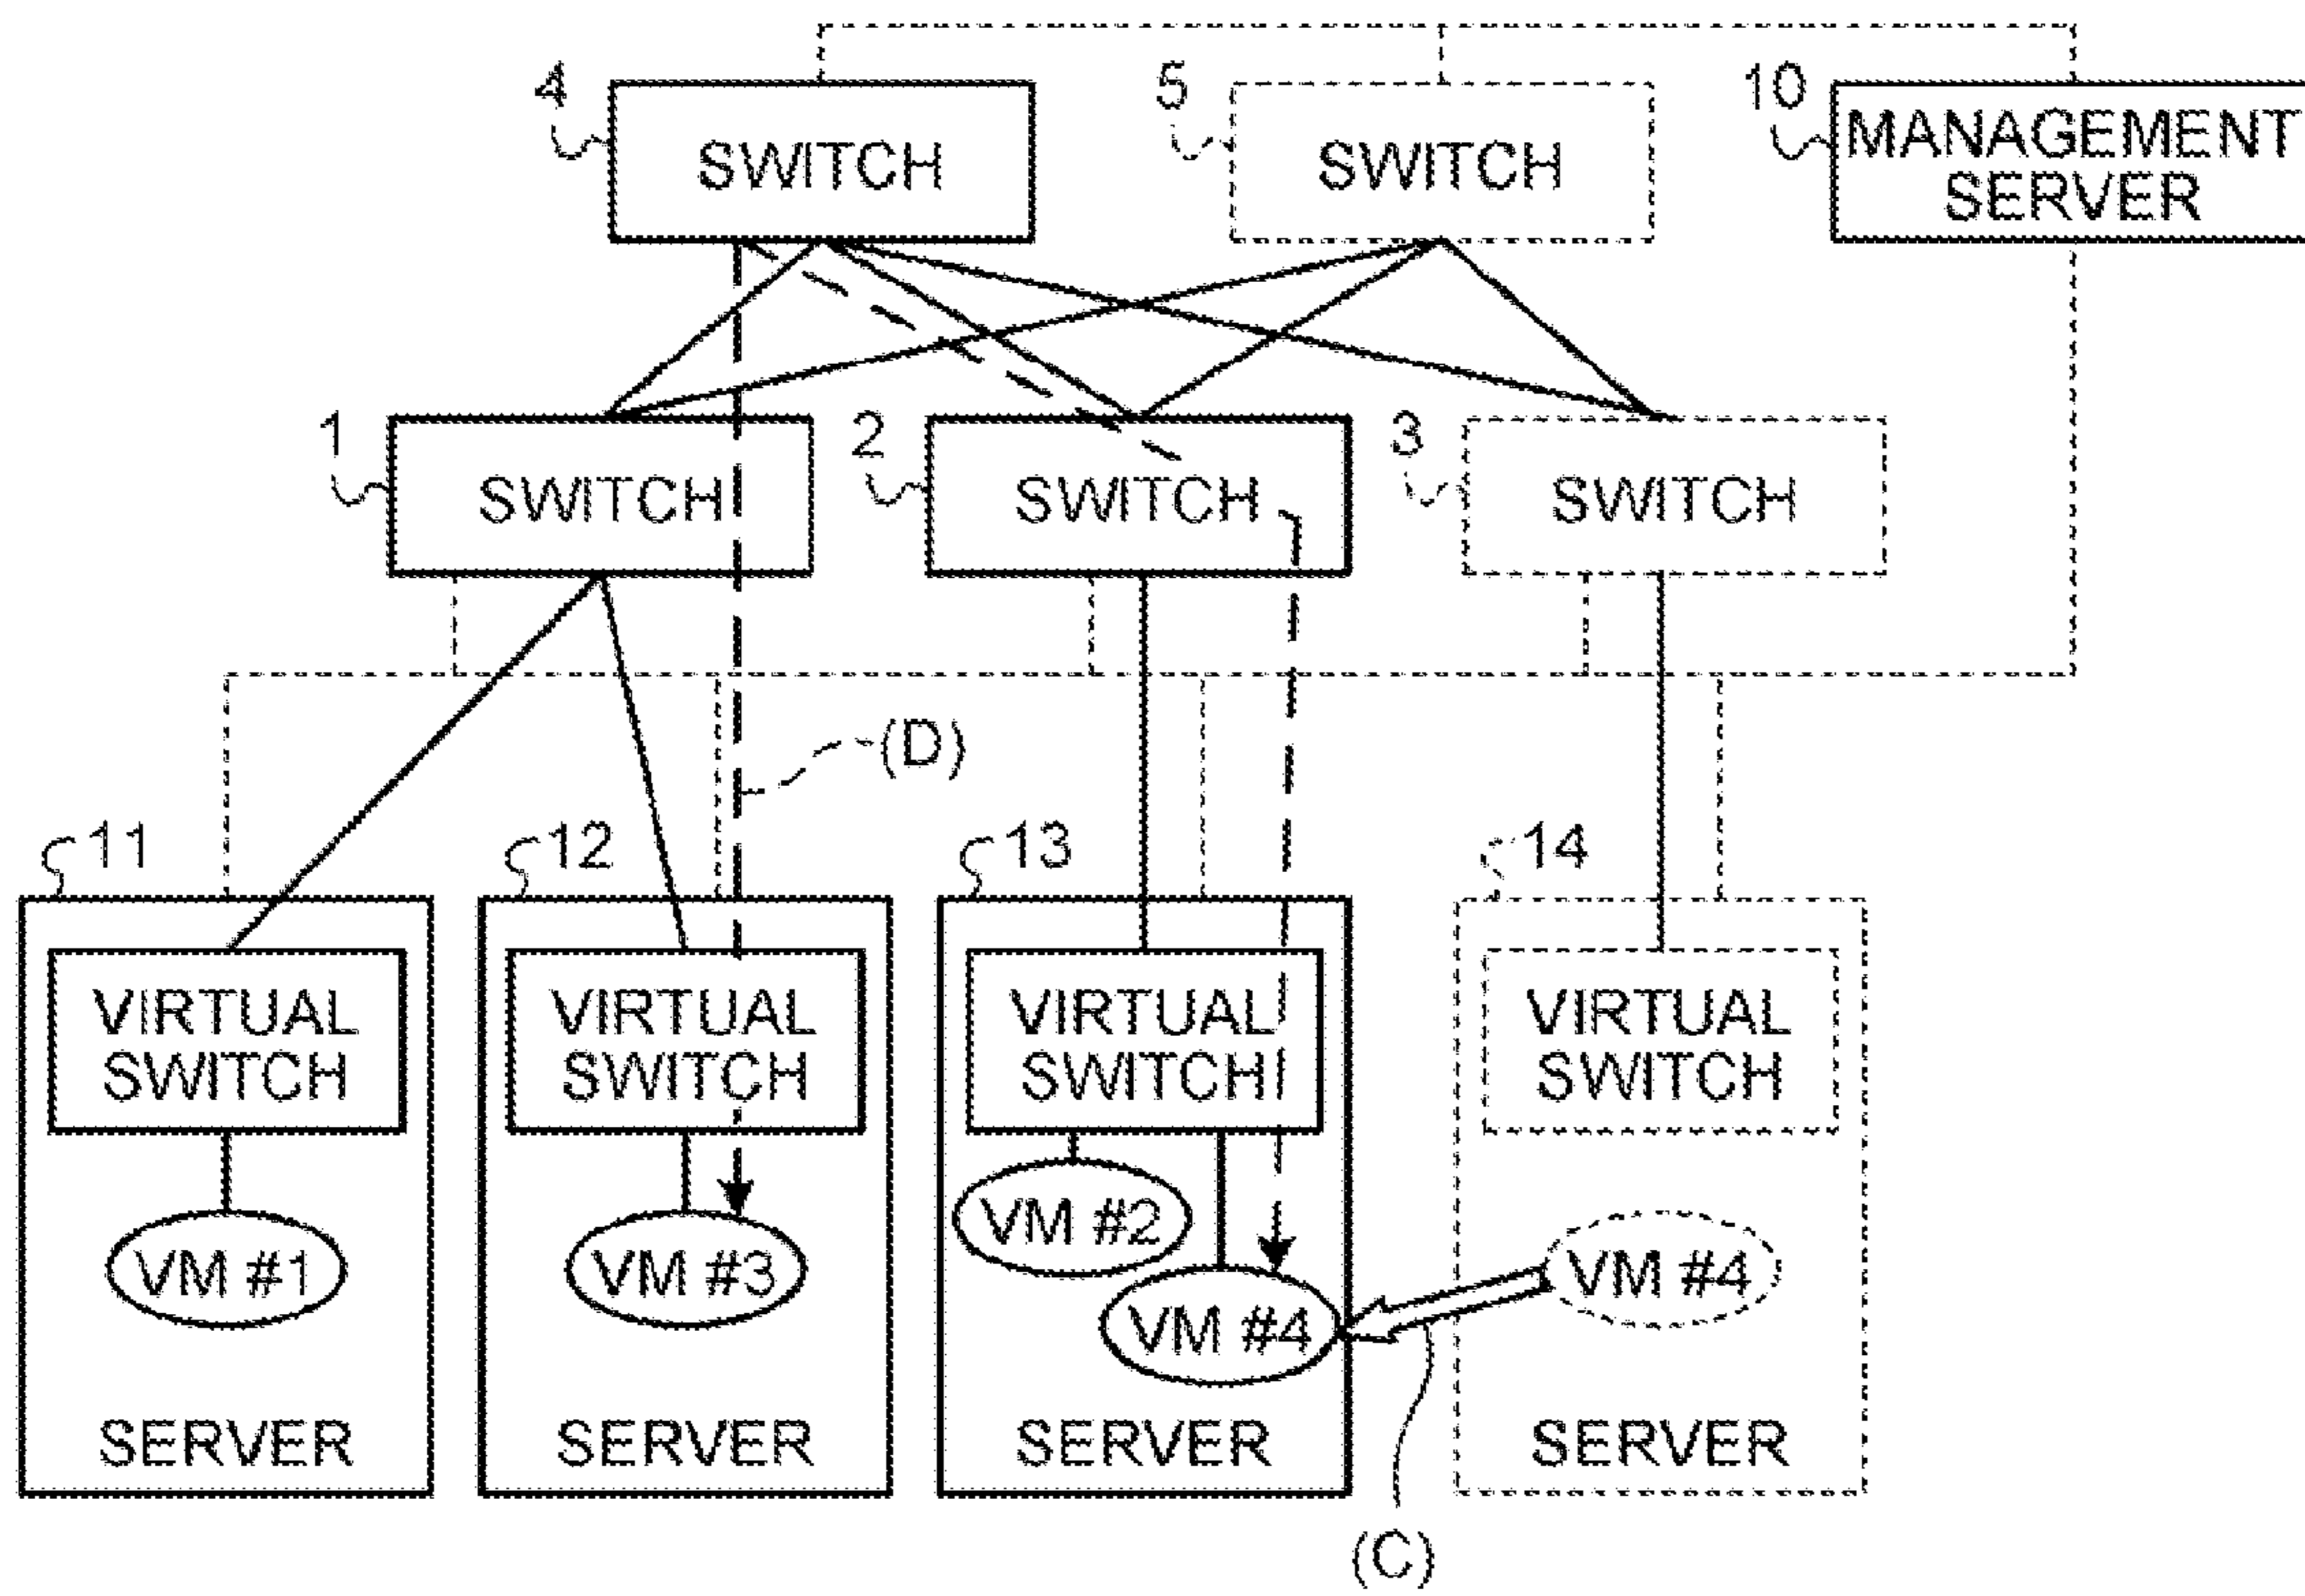 4
5
10
SWITCH
SWITCH
MANAGEMENT
SERVER
1
2
3
SWITCH
SWITCH
SWITCH
(D)
11
12
13
14
VIRTUAL
SWITCH
VIRTUAL
SWITCH
VIRTUAL
SWITCH
VIRTUAL
SWITCH
VM #1
VM #3
VM #2
VM #4
VM #4
SERVER
SERVER
SERVER
SERVER
(C)